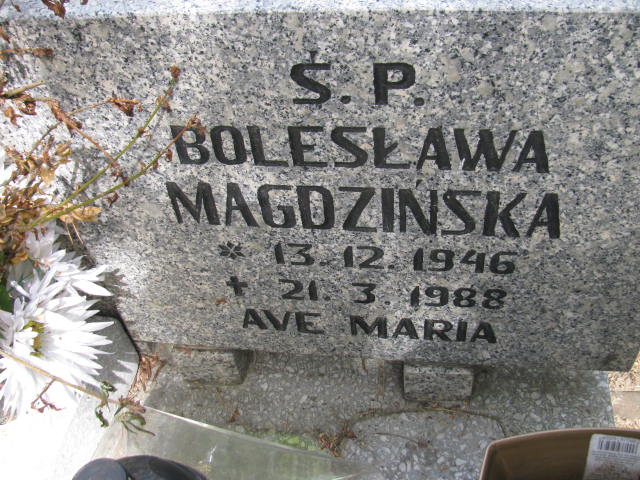 Ś. P.
BOLESŁAWA
MAGDZIŃSKA
* 13. 12. 1946
✝ 21. 3. 1988
AVE MARIA